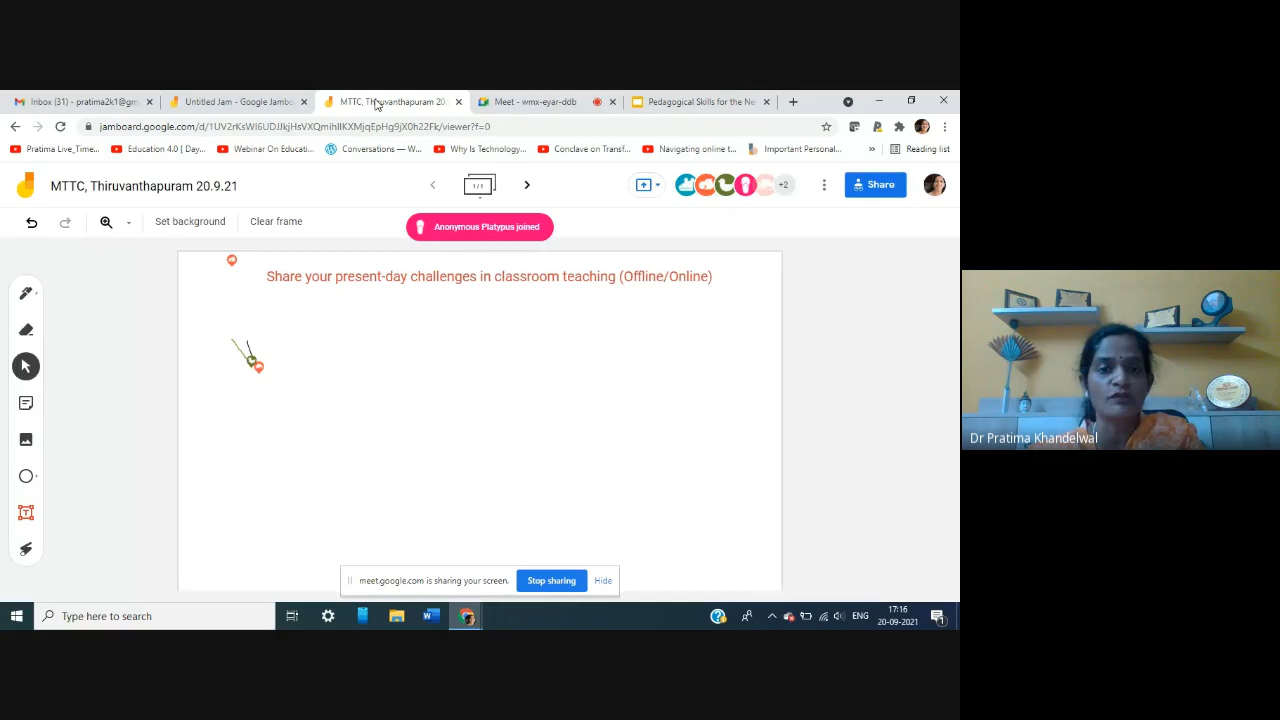 Inbox (31) - pratima2k1@gm
Untitled Jam - Google Jambo
MTTC, Thiruvanthapuram 20
Meet - wmx-eyar-ddb
Pedagogical Skills for the Ne
jamboard.google.com/d/1UV2rKsWl6UDJJkjHsVXQmihlIKXMjqEpHg9jX0h22Fk/viewer?f=0
Pratima Live_Time...
Education 4.0 [ Day...
Webinar On Educati...
Conversations — W...
Why Is Technology...
Conclave on Transf...
Navigating online t...
Important Personal...
»
Reading list
MTTC, Thiruvanthapuram 20.9.21
1/1
+2
Share
Set background
Clear frame
Anonymous Platypus joined
Share your present-day challenges in classroom teaching (Offline/Online)
meet.google.com is sharing your screen.
Stop sharing
Hide
Dr Pratima Khandelwal
Type here to search
ENG
17:16
20-09-2021
1